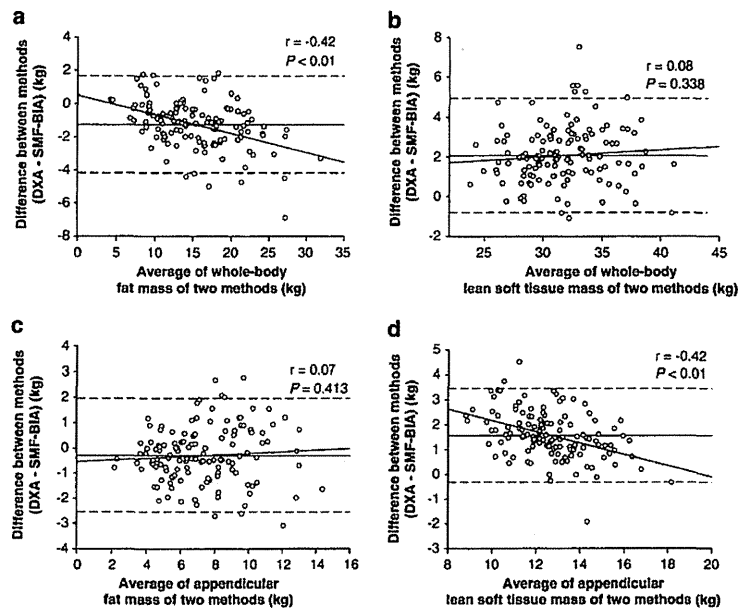 a
r = -0.42
P < 0.01
4
2
0
-2
-4
-6
-8
0 5 10 15 20 25 30 35
Difference between methods
(DXA - SMF-BIA) (kg)
Average of whole-body
fat mass of two methods (kg)
b
r = 0.08
P = 0.338
8
6
4
2
0
-2
25 30 35 40 45
Difference between methods
(DXA - SMF-BIA) (kg)
Average of whole-body
lean soft tissue mass of two methods (kg)
c
r = 0.07
P = 0.413
4
3
2
1
0
-1
-2
-3
-4
0 2 4 6 8 10 12 14 16
Difference between methods
(DXA - SMF-BIA) (kg)
Average of appendicular
fat mass of two methods (kg)
d
r = -0.42
P < 0.01
5
4
3
2
1
0
-1
-2
-3
8 10 12 14 16 18 20
Difference between methods
(DXA - SMF-BIA) (kg)
Average of appendicular
lean soft tissue mass of two methods (kg)